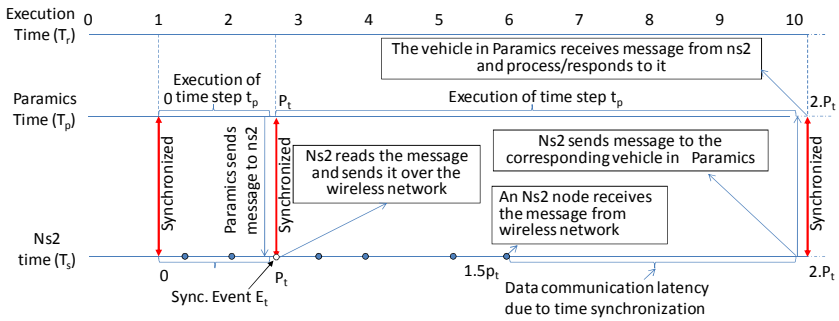 Execution
Time (Tr)
0 1 2 3 4 5 6 7 8 9 10
The vehicle in Paramics receives message from ns2
and process/responds to it
Execution of
0 time step tp
Pt
Execution of time step tp
2.Pt
Paramics
Time (Tp)
Synchronized
Paramics sends
message to ns2
Synchronized
Ns2 reads the message
and sends it over the
wireless network
Ns2 sends message to the
corresponding vehicle in Paramics
An Ns2 node receives
the message from
wireless network
Synchronized
Ns2
time (Ts)
0
Pt
1.5pt
2.Pt
Sync. Event Et
Data communication latency
due to time synchronization